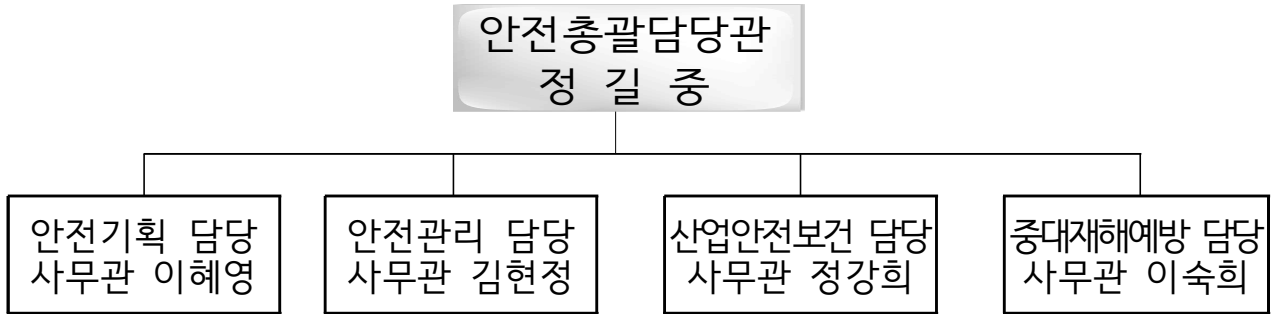 안전총괄담당관
정 길 중
안전기획 담당
사무관 이혜영
안전관리 담당
사무관 김현정
산업안전보건 담당
사무관 정강희
중대재해예방 담당
사무관 이숙희